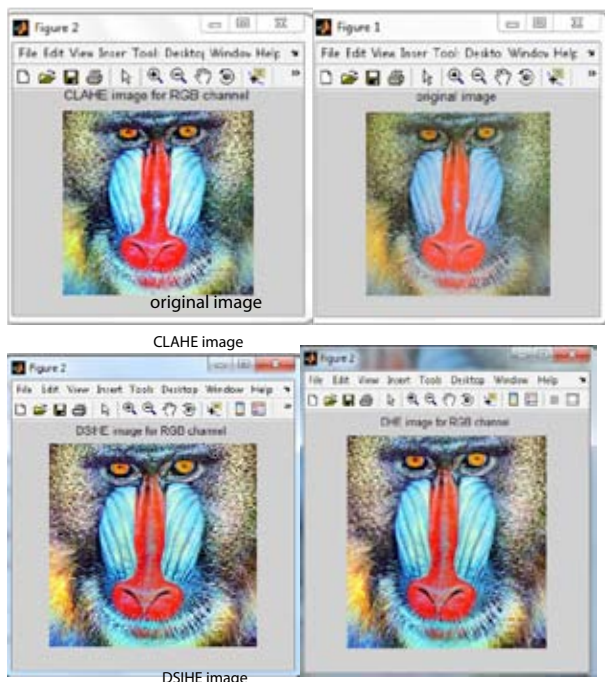 Figure 2
File Edit View Inser Tool: Desktop Window Help
CLAHE image for RGB channel
original image
Figure 1
File Edit View Inser Tool: Deskto Window Help
original image
CLAHE image
Figure 2
File Edit View Insert Tools Desktop Window Help
DSIHE image for RGB channel
DSIHE image
Figure 2
File Edit View Insert Tools Desktop Window Help
DHE image for RGB channel